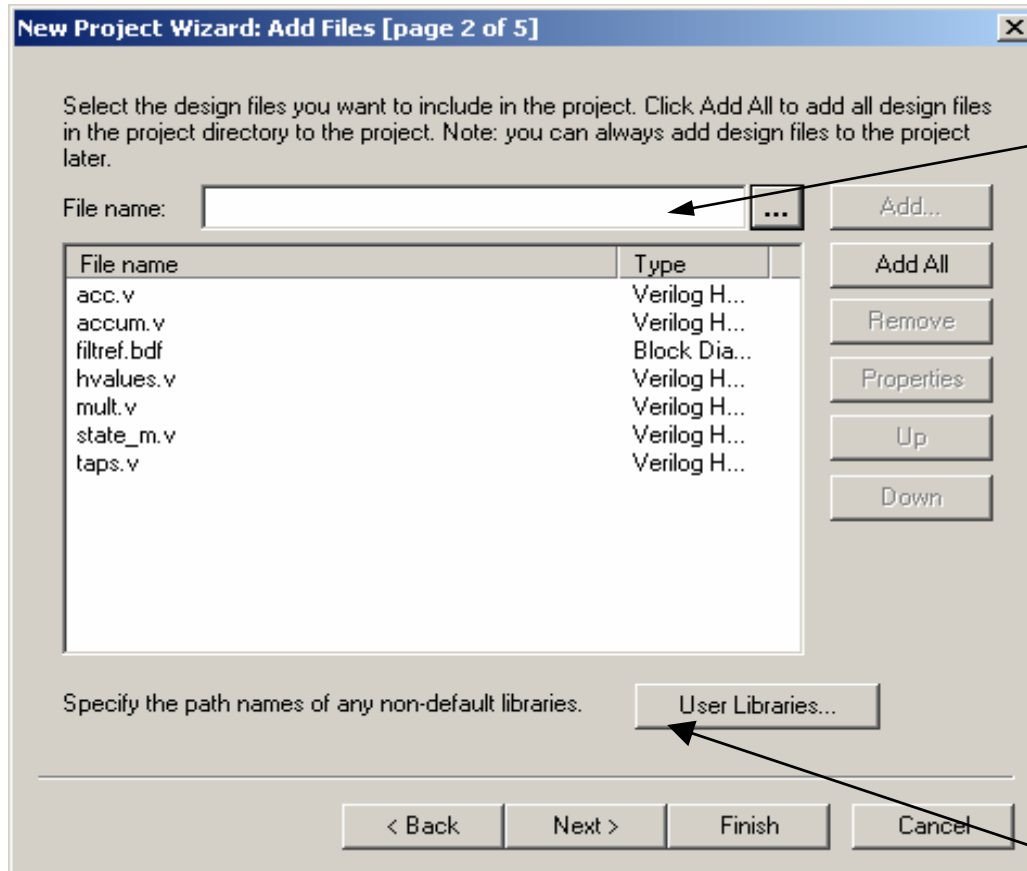 New Project Wizard: Add Files [page 2 of 5]
Select the design files you want to include in the project. Click Add All to add all design files
in the project directory to the project. Note: you can always add design files to the project
later.
File name: ... Add...
File name Type Add All
acc.v Verilog H...
accum.v Verilog H...
Remove
filtref.bdf Block Dia...
hvalues.v Verilog H...
Properties
mult.v Verilog H...
state_m.v Verilog H...
Up
taps.v Verilog H...
Down
Specify the path names of any non-default libraries. User Libraries...
< Back Next > Finish Cancel